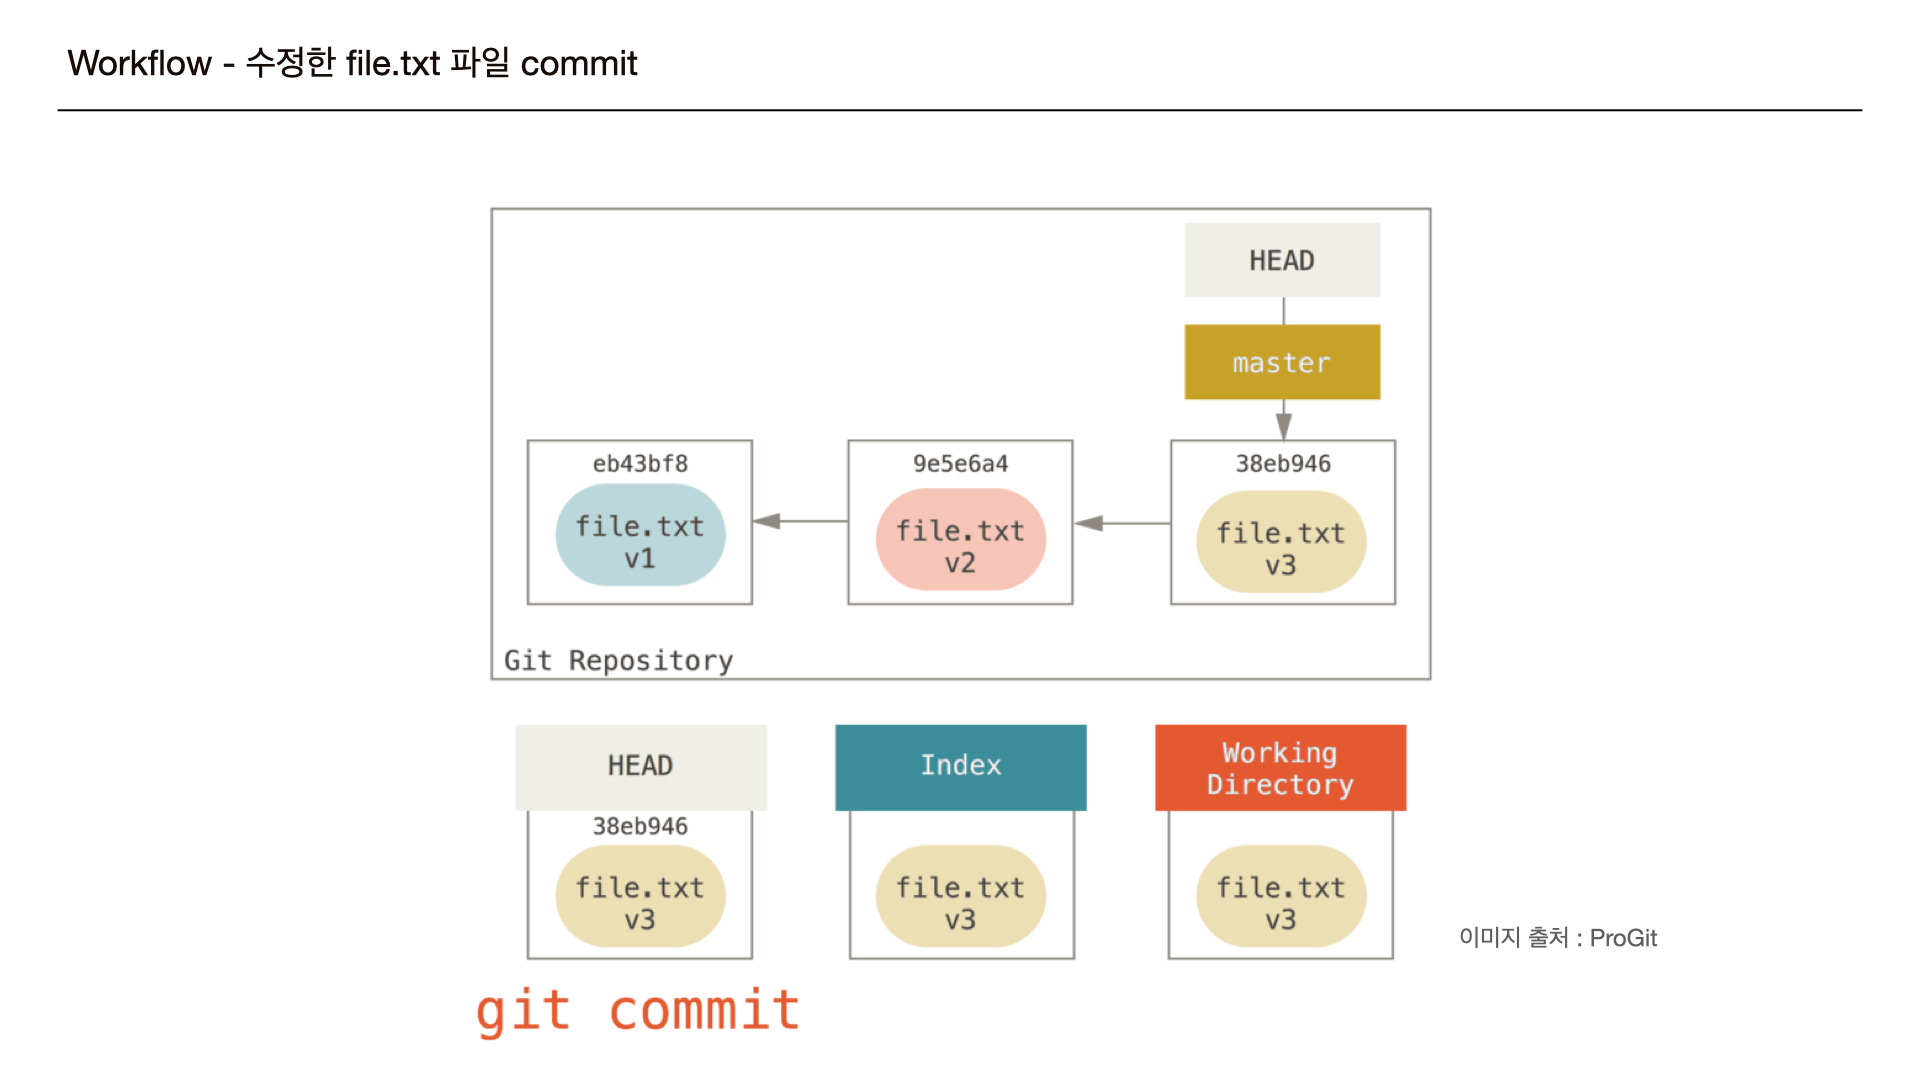 Workflow - 수정한 file.txt 파일 commit
HEAD
master
eb43bf8
file.txt
v1
9e5e6a4
file.txt
v2
38eb946
file.txt
v3
Git Repository
HEAD
38eb946
file.txt
v3
Index
file.txt
v3
Working
Directory
file.txt
v3
이미지 출처 : ProGit
git commit